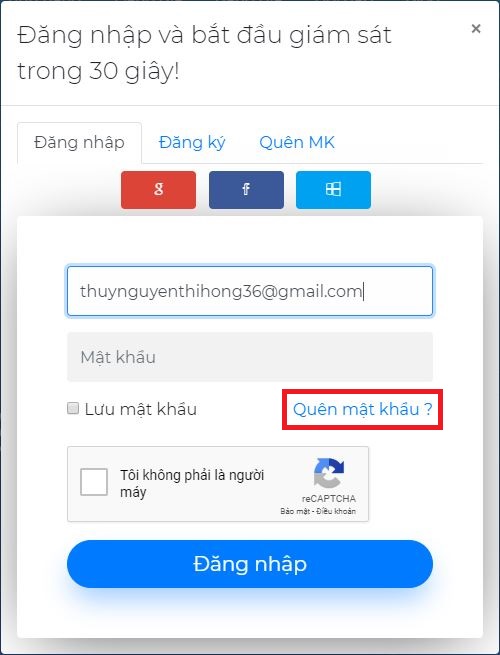 Đăng nhập và bắt đầu giám sát
trong 30 giây!
×
Đăng nhập
Đăng ký
Quên MK
g
f
thuynguyenthihong36@gmail.com
Mật khẩu
Lưu mật khẩu
Quên mật khẩu ?
Tôi không phải là người
máy
reCAPTCHA
Bảo mật - Điều khoản
Đăng nhập